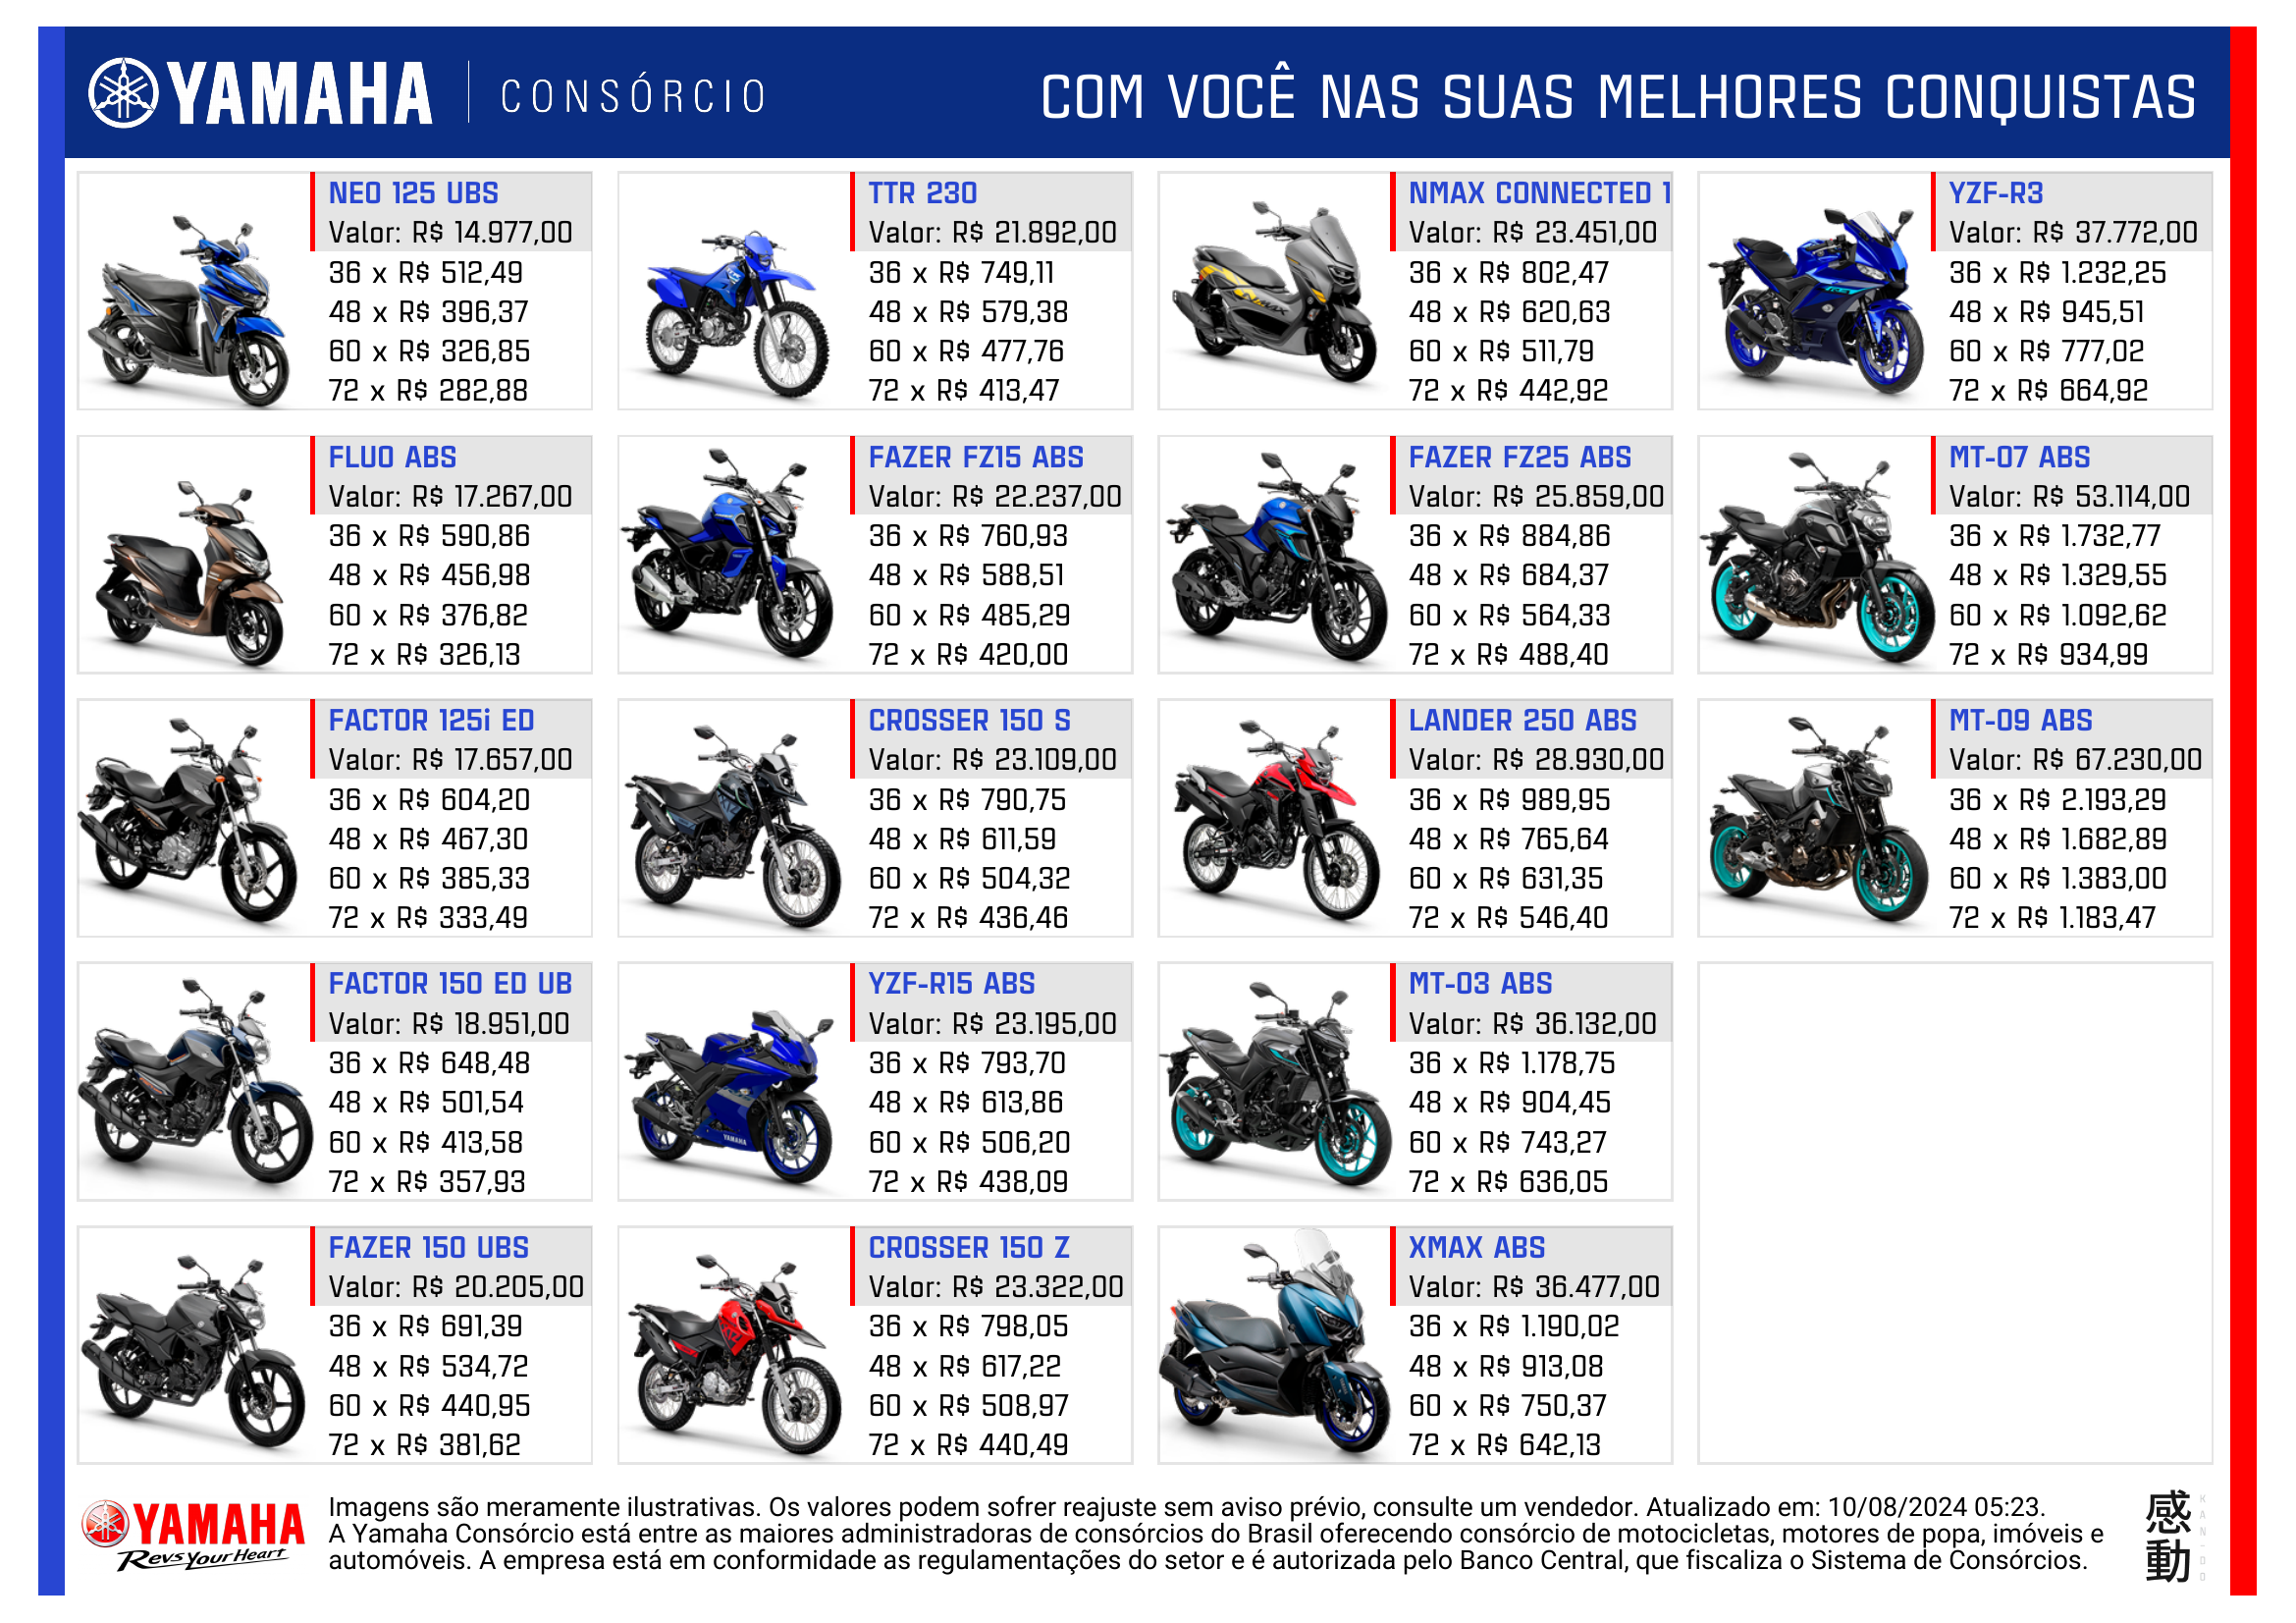 YAMAHA CONSÓRCIO
COM VOCÊ NAS SUAS MELHORES CONQUISTAS
NEO 125 UBS
Valor: R$ 14.977,00
36 x R$ 512,49
48 x R$ 396,37
60 x R$ 326,85
72 x R$ 282,88
TTR 230
Valor: R$ 21.892,00
36 x R$ 749,11
48 x R$ 579,38
60 x R$ 477,76
72 x R$ 413,47
NMAX CONNECTED 1
Valor: R$ 23.451,00
36 x R$ 802,47
48 x R$ 620,63
60 x R$ 511,79
72 x R$ 442,92
YZF-R3
Valor: R$ 37.772,00
36 x R$ 1.232,25
48 x R$ 945,51
60 x R$ 777,02
72 x R$ 664,92
FLUO ABS
Valor: R$ 17.267,00
36 x R$ 590,86
48 x R$ 456,98
60 x R$ 376,82
72 x R$ 326,13
FAZER FZ15 ABS
Valor: R$ 22.237,00
36 x R$ 760,93
48 x R$ 588,51
60 x R$ 485,29
72 x R$ 420,00
FAZER FZ25 ABS
Valor: R$ 25.859,00
36 x R$ 884,86
48 x R$ 684,37
60 x R$ 564,33
72 x R$ 488,40
MT-07 ABS
Valor: R$ 53.114,00
36 x R$ 1.732,77
48 x R$ 1.329,55
60 x R$ 1.092,62
72 x R$ 934,99
FACTOR 125i ED
Valor: R$ 17.657,00
36 x R$ 604,20
48 x R$ 467,30
60 x R$ 385,33
72 x R$ 333,49
CROSSER 150 S
Valor: R$ 23.109,00
36 x R$ 790,75
48 x R$ 611,59
60 x R$ 504,32
72 x R$ 436,46
LANDER 250 ABS
Valor: R$ 28.930,00
36 x R$ 989,95
48 x R$ 765,64
60 x R$ 631,35
72 x R$ 546,40
MT-09 ABS
Valor: R$ 67.230,00
36 x R$ 2.193,29
48 x R$ 1.682,89
60 x R$ 1.383,00
72 x R$ 1.183,47
FACTOR 150 ED UB
Valor: R$ 18.951,00
36 x R$ 648,48
48 x R$ 501,54
60 x R$ 413,58
72 x R$ 357,93
YZF-R15 ABS
Valor: R$ 23.195,00
36 x R$ 793,70
48 x R$ 613,86
60 x R$ 506,20
72 x R$ 438,09
MT-03 ABS
Valor: R$ 36.132,00
36 x R$ 1.178,75
48 x R$ 904,45
60 x R$ 743,27
72 x R$ 636,05
FAZER 150 UBS
Valor: R$ 20.205,00
36 x R$ 691,39
48 x R$ 534,72
60 x R$ 440,95
72 x R$ 381,62
CROSSER 150 Z
Valor: R$ 23.322,00
36 x R$ 798,05
48 x R$ 617,22
60 x R$ 508,97
72 x R$ 440,49
XMAX ABS
Valor: R$ 36.477,00
36 x R$ 1.190,02
48 x R$ 913,08
60 x R$ 750,37
72 x R$ 642,13
YAMAHA
Revs Your Heart
Imagens são meramente ilustrativas. Os valores podem sofrer reajuste sem aviso prévio, consulte um vendedor. Atualizado em: 10/08/2024 05:23.
A Yamaha Consórcio está entre as maiores administradoras de consórcios do Brasil oferecendo consórcio de motocicletas, motores de popa, imóveis e
automóveis. A empresa está em conformidade as regulamentações do setor e é autorizada pelo Banco Central, que fiscaliza o Sistema de Consórcios.
感動
KAN-DO